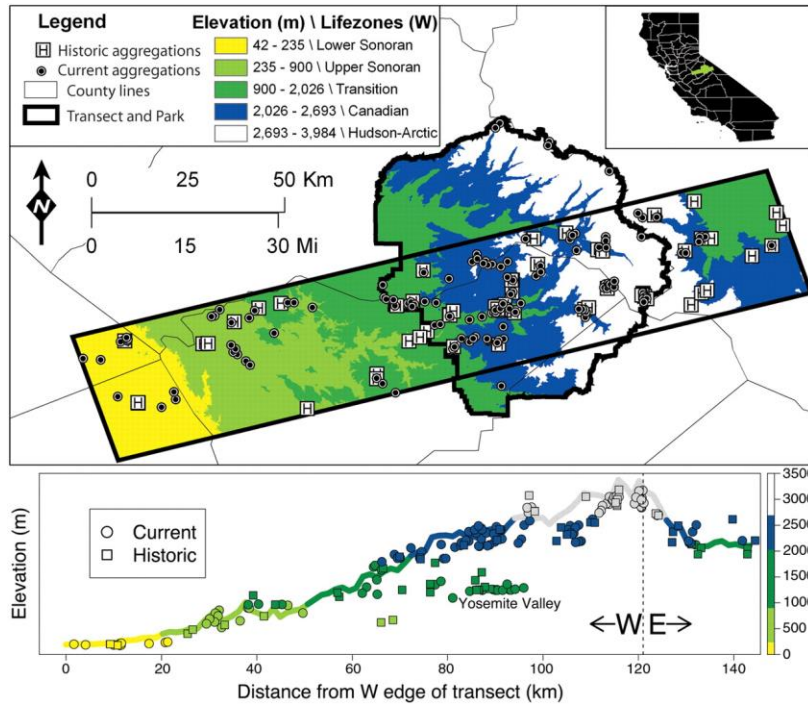 Legend
Historic aggregations
Current aggregations
County lines
Transect and Park
Elevation (m) \ Lifezones (W)
42 - 235 \ Lower Sonoran
235 - 900 \ Upper Sonoran
900 - 2,026 \ Transition
2,026 - 2,693 \ Canadian
2,693 - 3,984 \ Hudson-Arctic
N
0 25 50 Km
0 15 30 Mi
Elevation (m)
Current
Historic
Yosemite Valley
W E
3500
3000
2500
2000
1500
1000
500
0
0 20 40 60 80 100 120 140
Distance from W edge of transect (km)